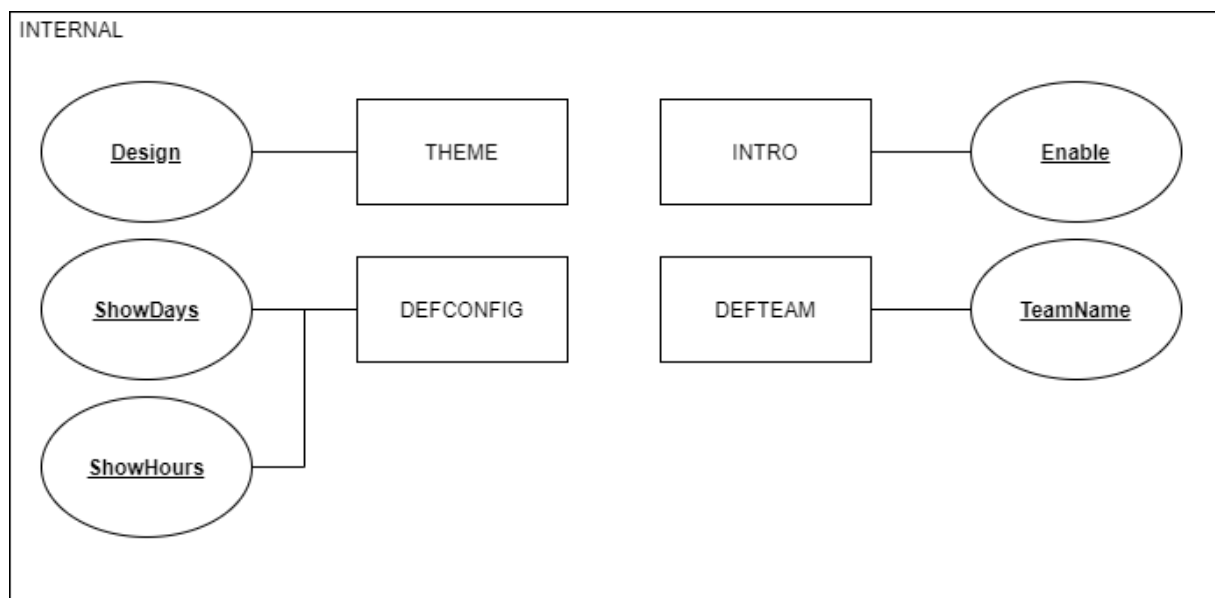 INTERNAL
Design
THEME
INTRO
Enable
ShowDays
DEFCONFIG
DEFTEAM
TeamName
ShowHours